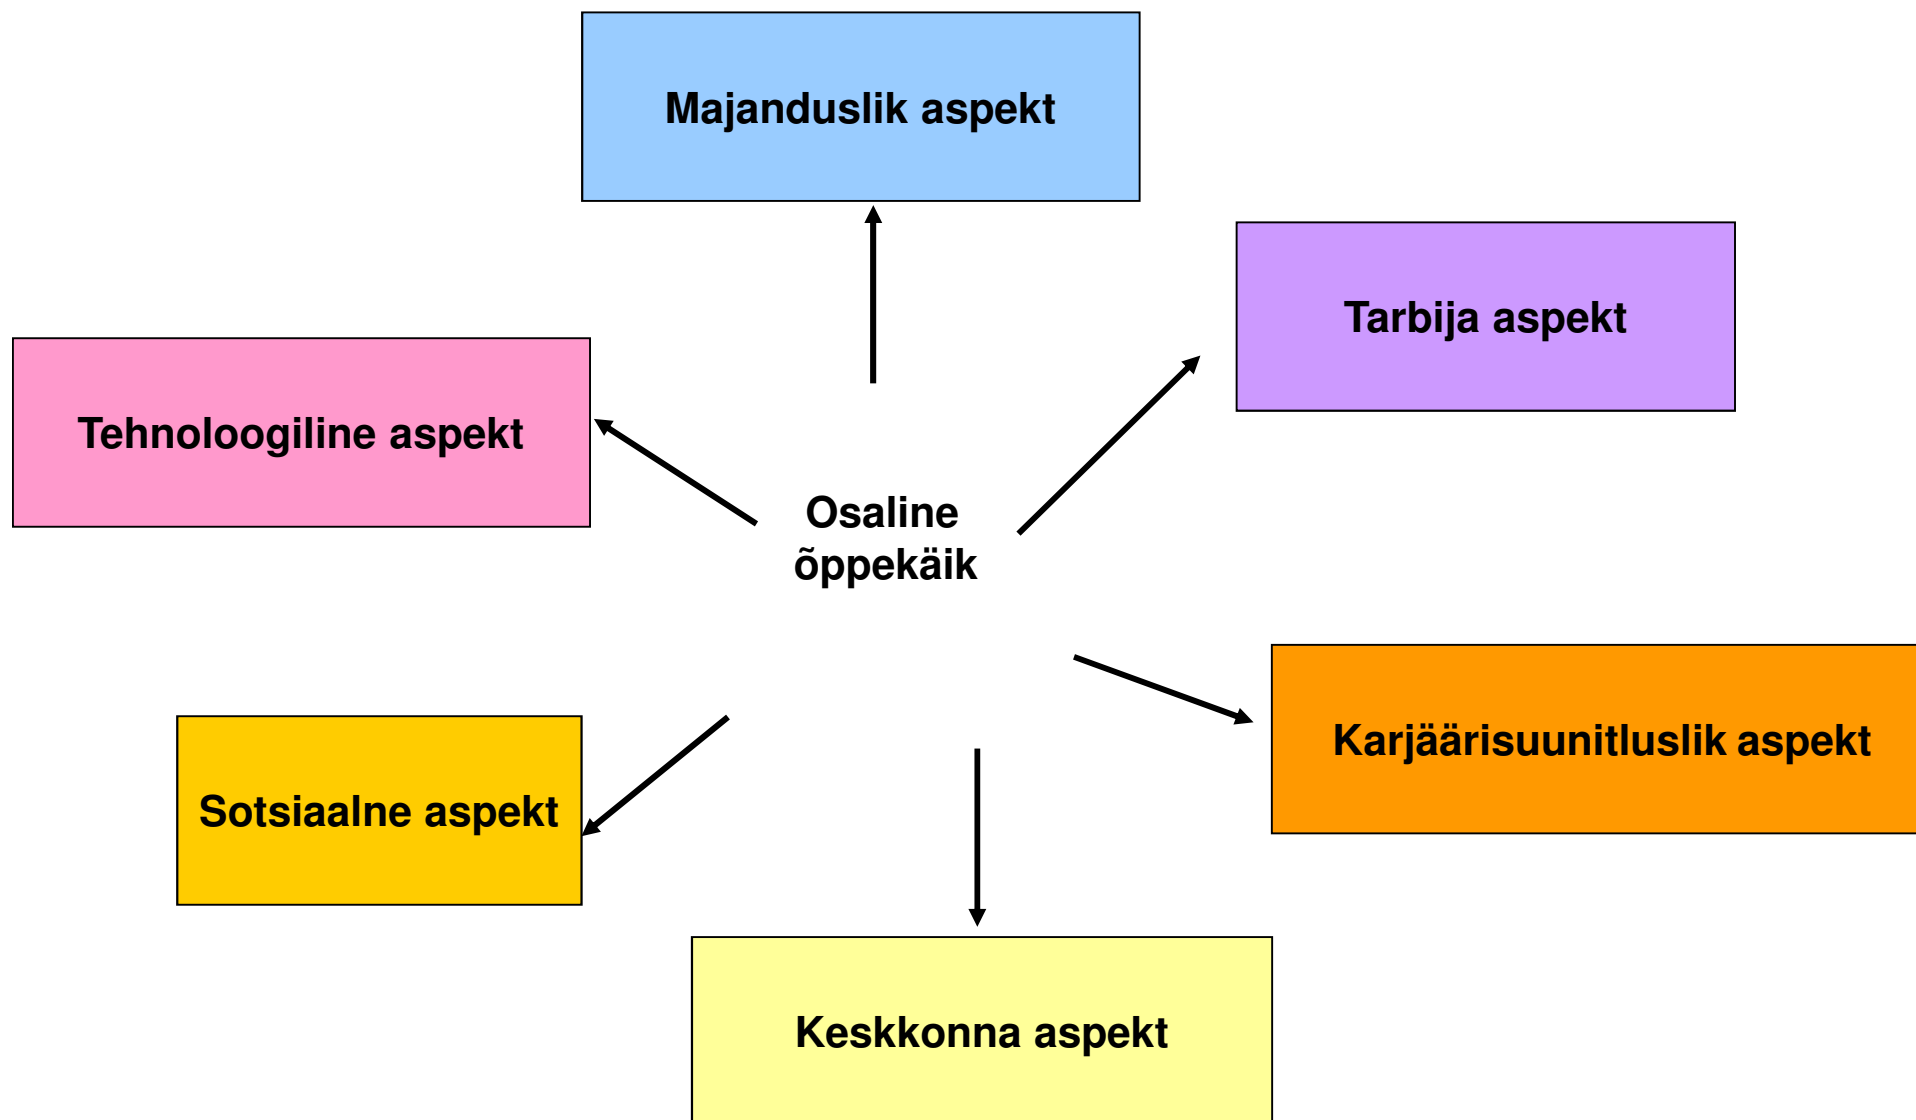 Majanduslik aspekt
Tarbija aspekt
Tehnoloogiline aspekt
Osaline
õppekäik
Karjäärisuunitluslik aspekt
Sotsiaalne aspekt
Keskkonna aspekt